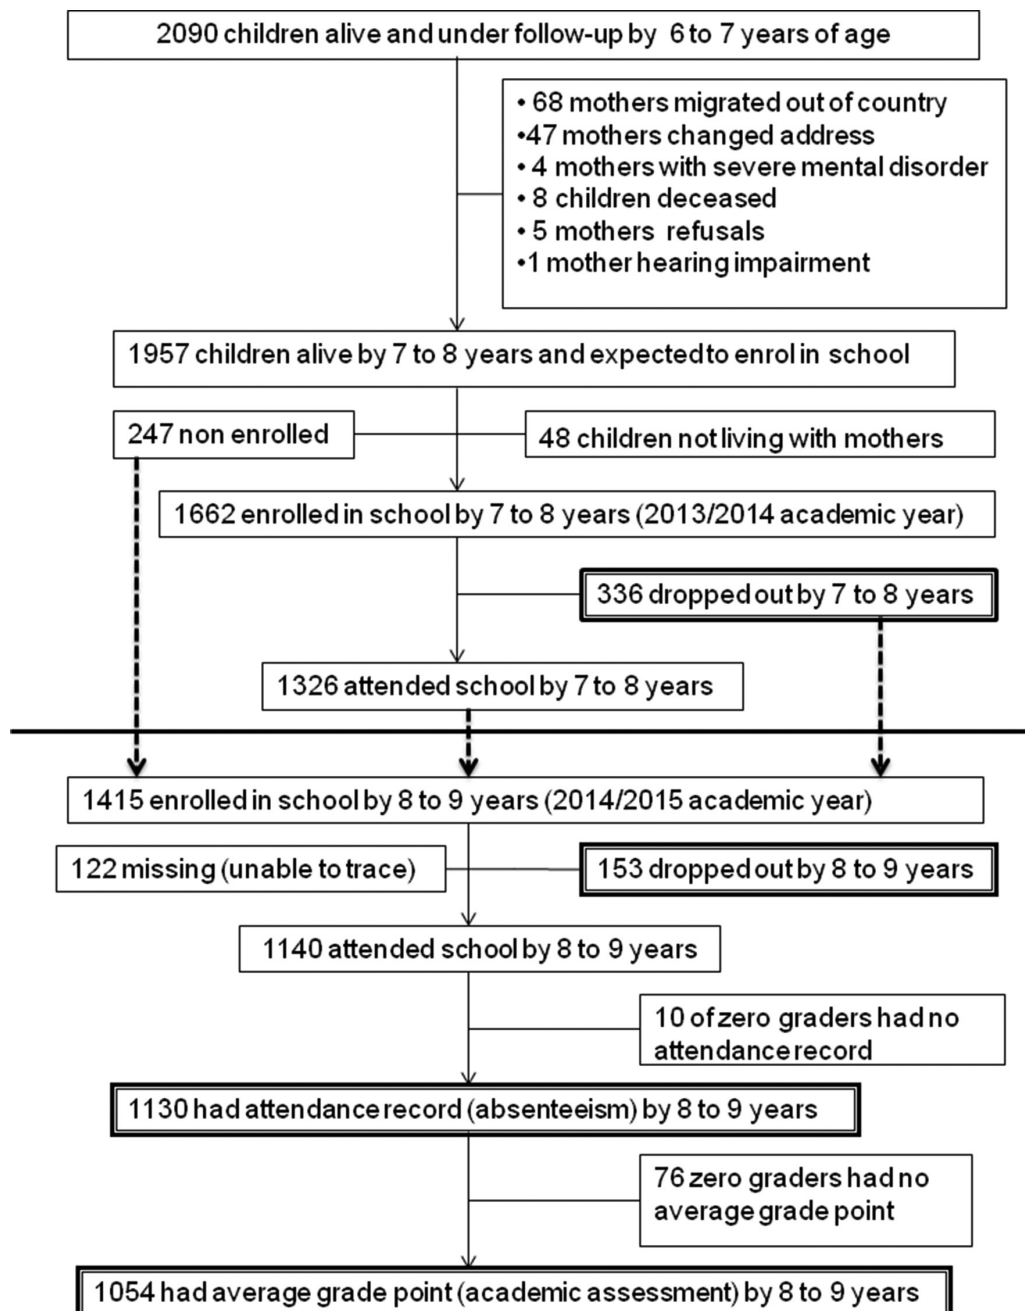 2090 children alive and under follow-up by 6 to 7 years of age
• 68 mothers migrated out of country
•47 mothers changed address
• 4 mothers with severe mental disorder
• 8 children deceased
• 5 mothers refusals
•1 mother hearing impairment
1957 children alive by 7 to 8 years and expected to enrol in school
247 non enrolled
48 children not living with mothers
1662 enrolled in school by 7 to 8 years (2013/2014 academic year)
336 dropped out by 7 to 8 years
1326 attended school by 7 to 8 years
1415 enrolled in school by 8 to 9 years (2014/2015 academic year)
122 missing (unable to trace)
153 dropped out by 8 to 9 years
1140 attended school by 8 to 9 years
10 of zero graders had no
attendance record
1130 had attendance record (absenteeism) by 8 to 9 years
76 zero graders had no
average grade point
1054 had average grade point (academic assessment) by 8 to 9 years